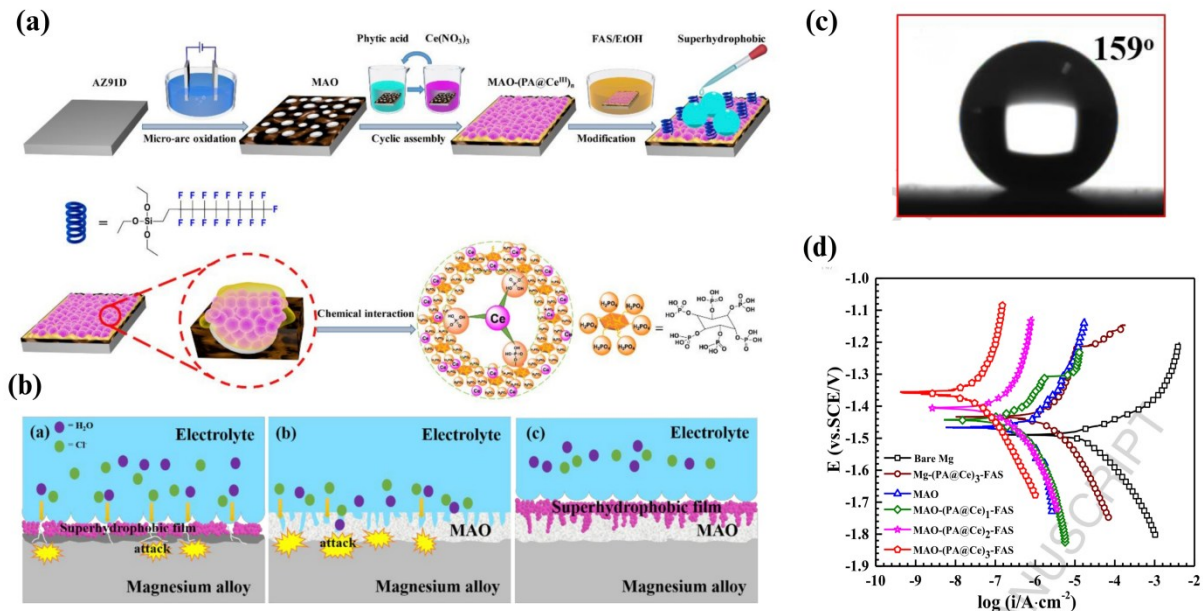 (a)
AZ91D
Micro-arc oxidation
MAO
Phytic acid
Ce(NO₃)₃
Cyclic assembly
MAO-(PA@Ceᴵᴵᴵ)ₙ
FAS/EtOH
Modification
Superhydrophobic
=
O
O
Si
O
F F F F F F F F
F
F F F F F F F F
Chemical interaction
Ce
H₂PO₄
=
(b)
(a)
= H₂O
= Cl⁻
Electrolyte
Superhydrophobic film
attack
Magnesium alloy
(b)
Electrolyte
MAO
attack
Magnesium alloy
(c)
Electrolyte
Superhydrophobic film
MAO
Magnesium alloy
(c)
159°
(d)
E (vs.SCE/V)
-1.0
-1.1
-1.2
-1.3
-1.4
-1.5
-1.6
-1.7
-1.8
-1.9
Bare Mg
Mg-(PA@Ce)₃-FAS
MAO
MAO-(PA@Ce)₁-FAS
MAO-(PA@Ce)₂-FAS
MAO-(PA@Ce)₃-FAS
NUSCRIPT
-10 -9 -8 -7 -6 -5 -4 -3 -2
log (i/A·cm⁻²)